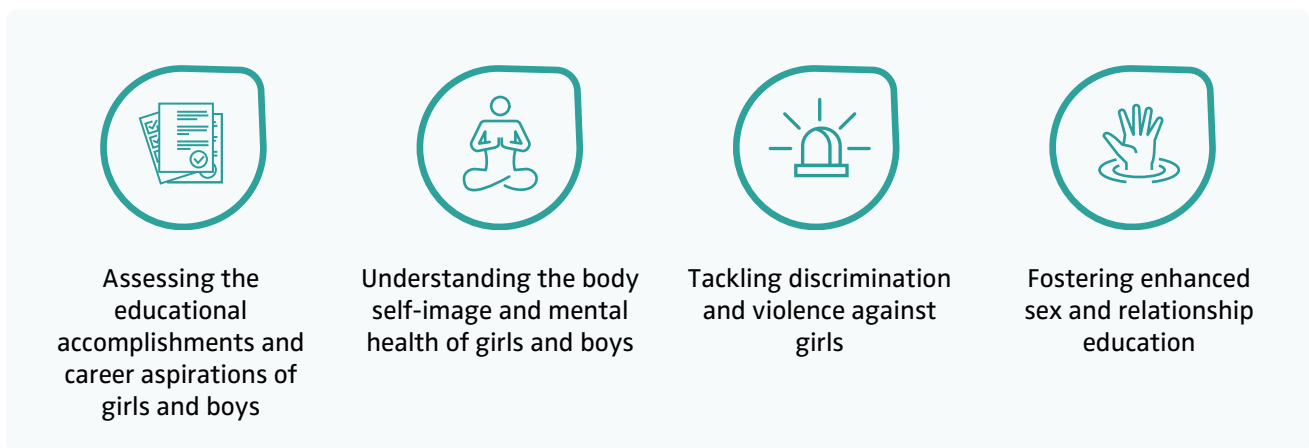 Assessing the
educational
accomplishments and
career aspirations of
girls and boys
Understanding the body
self-image and mental
health of girls and boys
Tackling discrimination
and violence against
girls
Fostering enhanced
sex and relationship
education